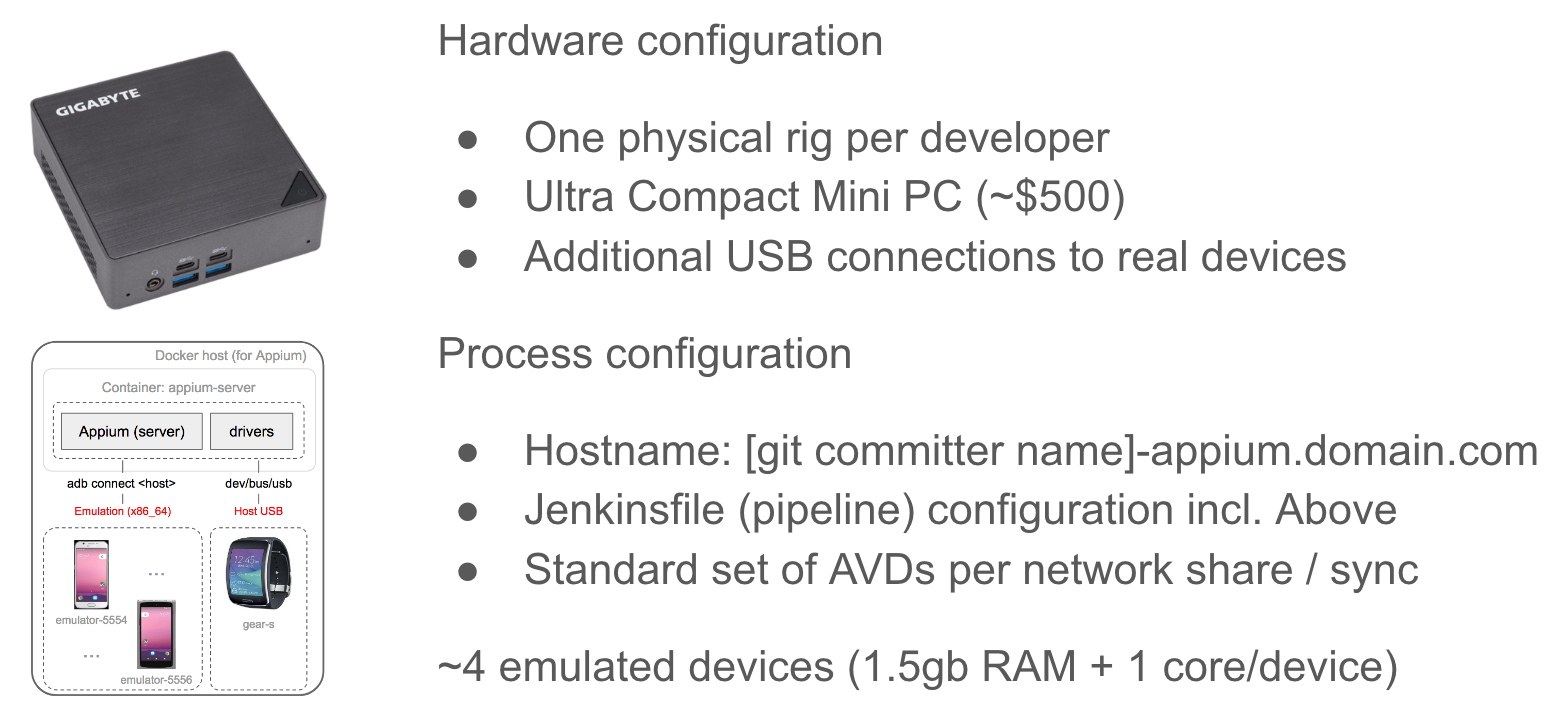 GIGABYTE
Hardware configuration
● One physical rig per developer
● Ultra Compact Mini PC (~$500)
● Additional USB connections to real devices
Docker host (for Appium)
Container: appium-server
Appium (server)
drivers
adb connect <host>
dev/bus/usb
Emulation (x86_64)
Host USB
...
emulator-5554
...
emulator-5556
12:45
gear-s
Process configuration
● Hostname: [git committer name]-appium.domain.com
● Jenkinsfile (pipeline) configuration incl. Above
● Standard set of AVDs per network share / sync
~4 emulated devices (1.5gb RAM + 1 core/device)